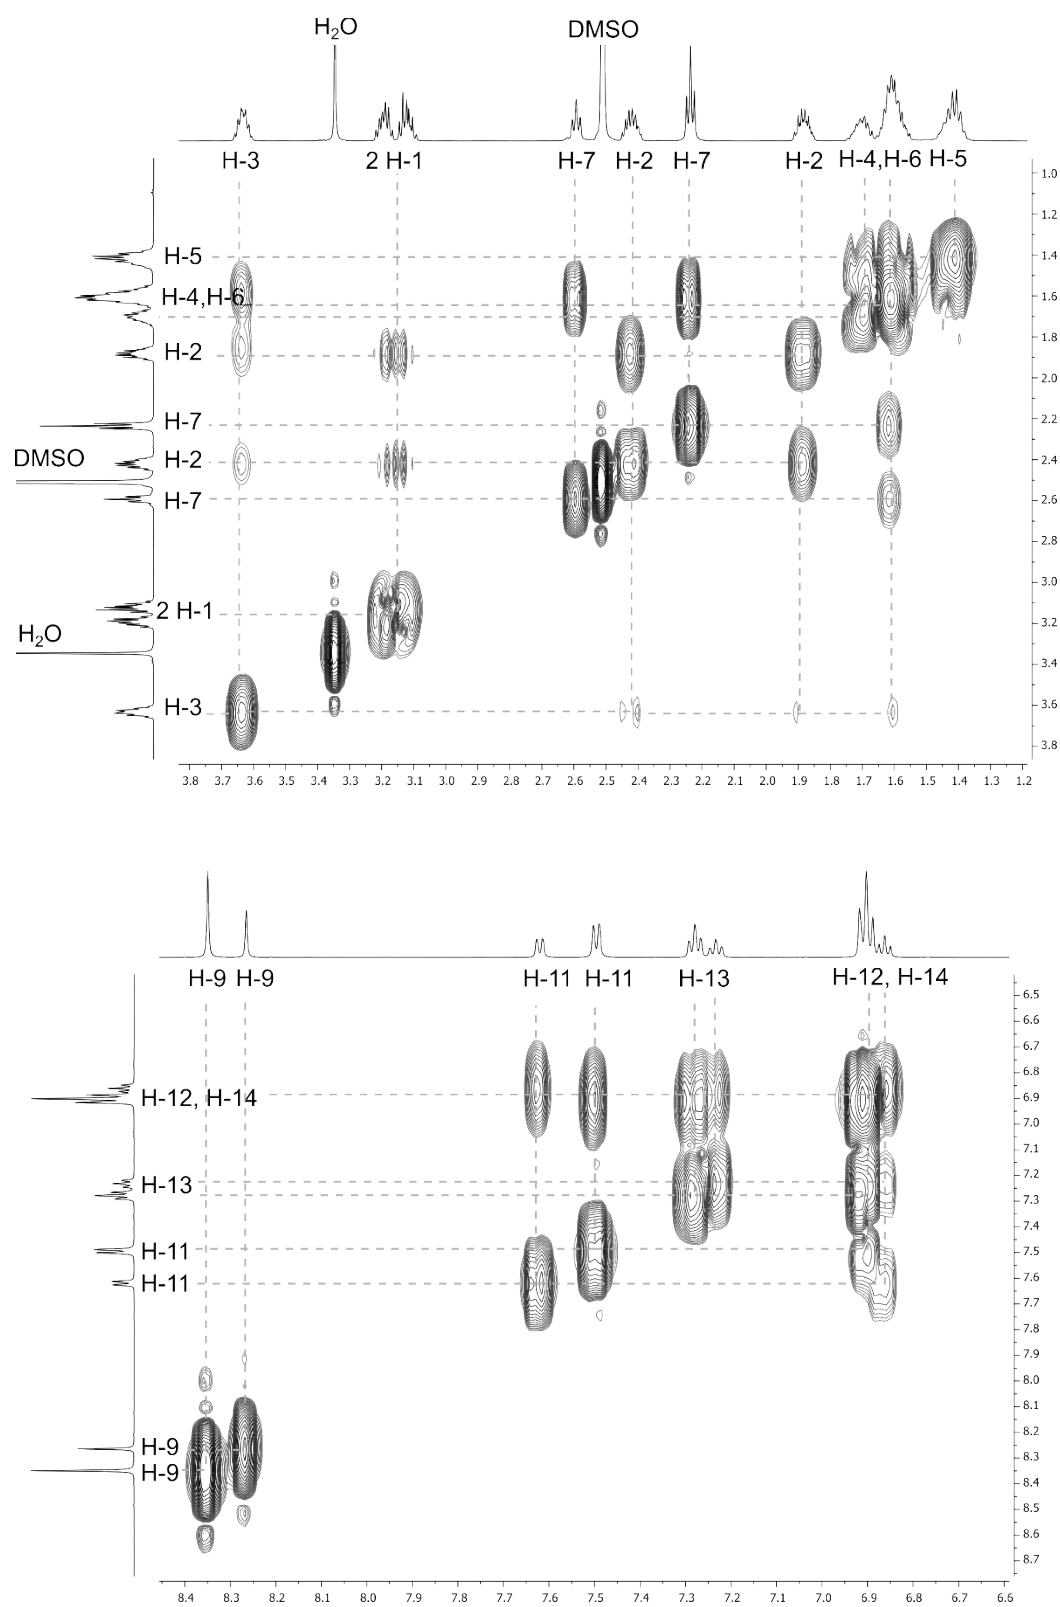 H₂O
DMSO
H-3
2 H-1
H-7
H-2
H-7
H-2
H-4,H-6
H-5
H-5
H-4,H-6
H-2
H-7
DMSO
H-2
H-7
2 H-1
H₂O
H-3
1.0
1.2
1.4
1.6
1.8
2.0
2.2
2.4
2.6
2.8
3.0
3.2
3.4
3.6
3.8
3.8 3.7 3.6 3.5 3.4 3.3 3.2 3.1 3.0 2.9 2.8 2.7 2.6 2.5 2.4 2.3 2.2 2.1 2.0 1.9 1.8 1.7 1.6 1.5 1.4 1.3 1.2
H-9 H-9 H-11 H-11 H-13 H-12, H-14
H-12, H-14
H-13
H-11
H-11
H-9
H-9
6.5
6.6
6.7
6.8
6.9
7.0
7.1
7.2
7.3
7.4
7.5
7.6
7.7
7.8
7.9
8.0
8.1
8.2
8.3
8.4
8.5
8.6
8.7
8.4 8.3 8.2 8.1 8.0 7.9 7.8 7.7 7.6 7.5 7.4 7.3 7.2 7.1 7.0 6.9 6.8 6.7 6.6 6.5